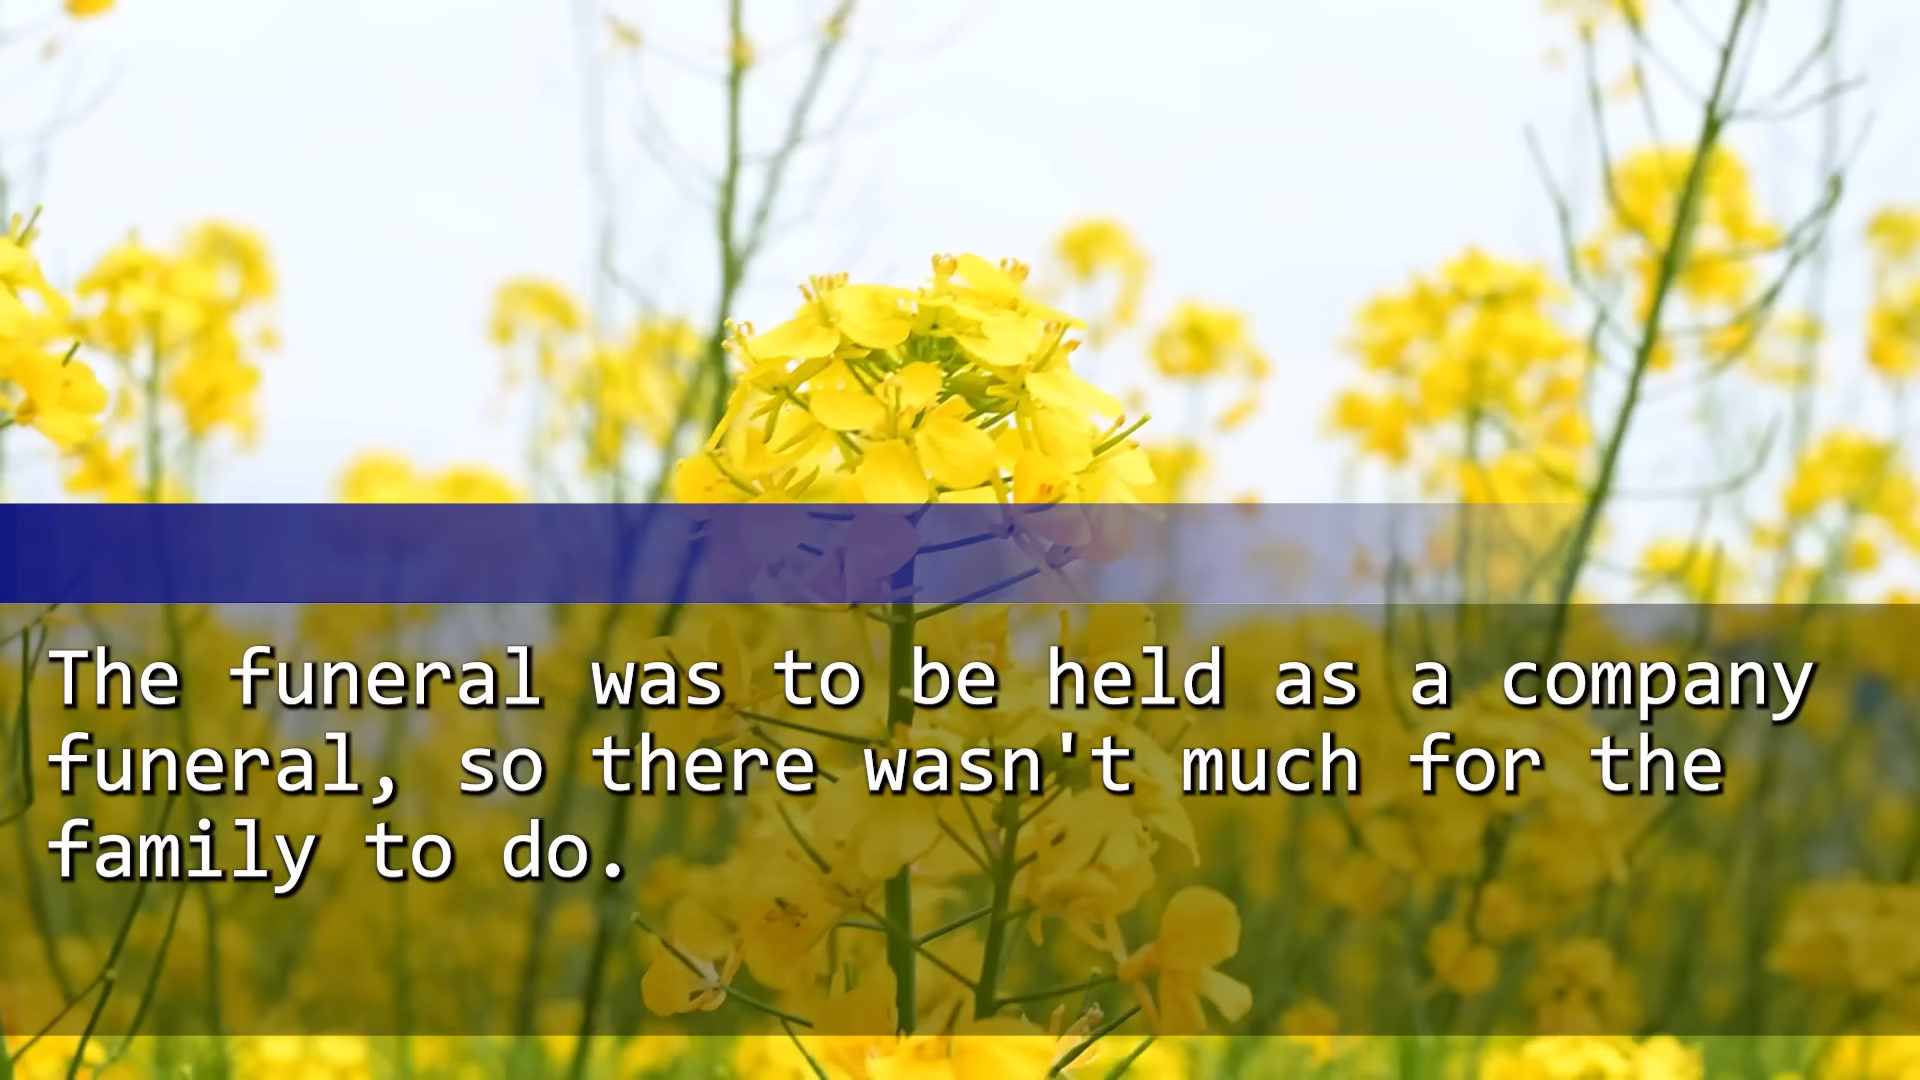 The funeral was to be held as a company
funeral, so there wasn't much for the
family to do.